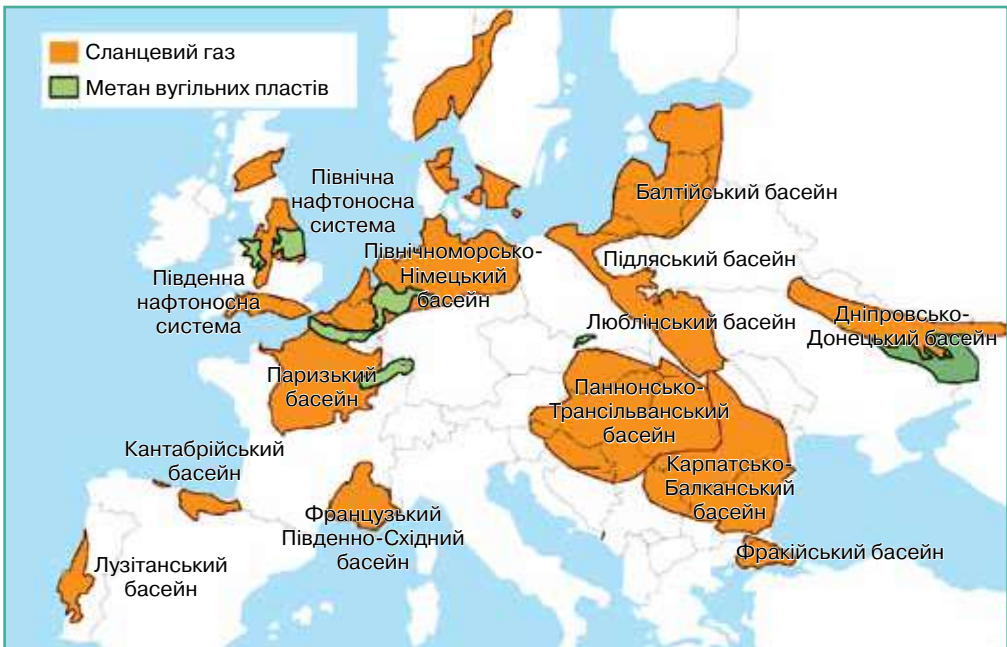 Сланцевий газ
Метан вугільних пластів
Північна
нафтоносна
система
Балтійський басейн
Північноморсько-
Німецький
басейн
Підляський басейн
Південна
нафтоносна
система
Люблінський басейн
Дніпровсько-
Донецький басейн
Паризький
басейн
Паннонсько-
Трансільванський
басейн
Кантабрійський
басейн
Карпатсько-
Балканський
басейн
Французький
Південно-Східний
басейн
Фракійський басейн
Лузітанський
басейн